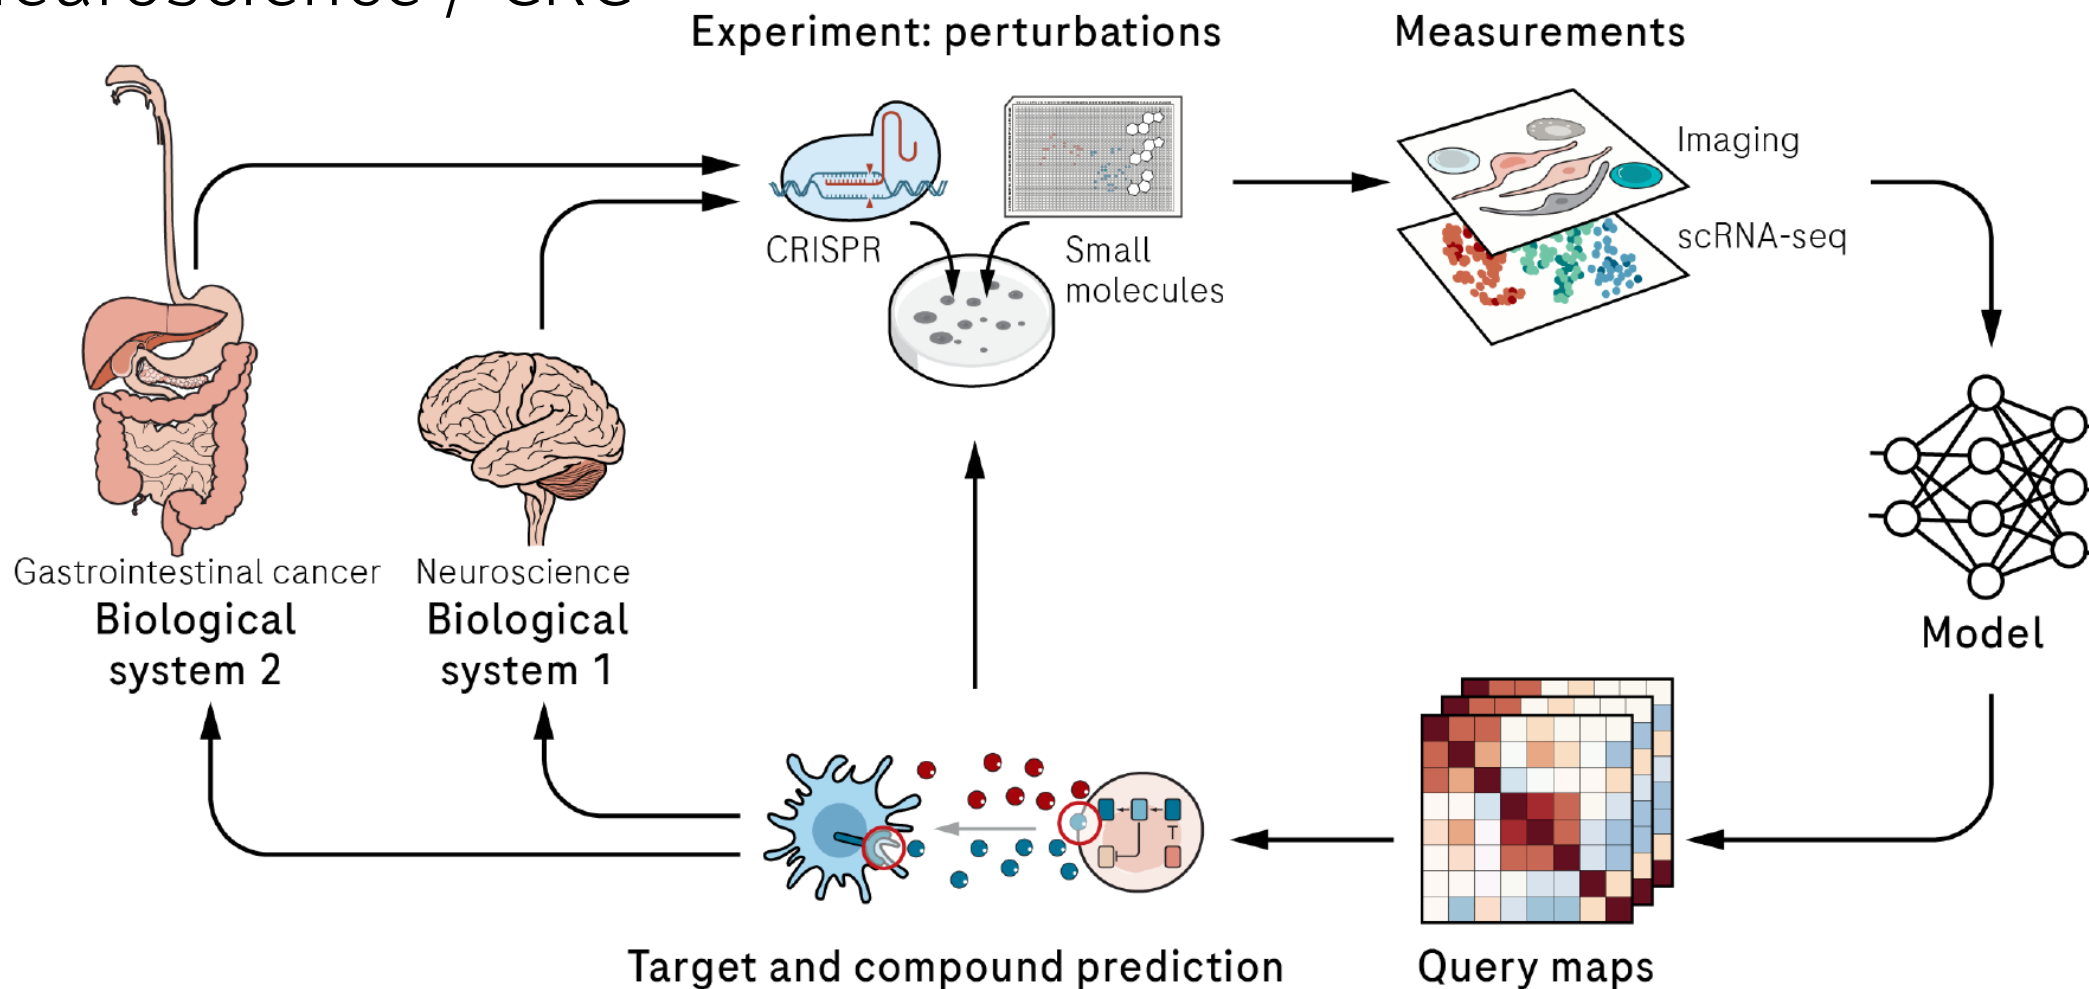 Experiment: perturbations
Measurements
Imaging
CRISPR
Small
molecules
scRNA-seq
Gastrointestinal cancer
Biological
system 2
Neuroscience
Biological
system 1
Model
Target and compound prediction
Query maps